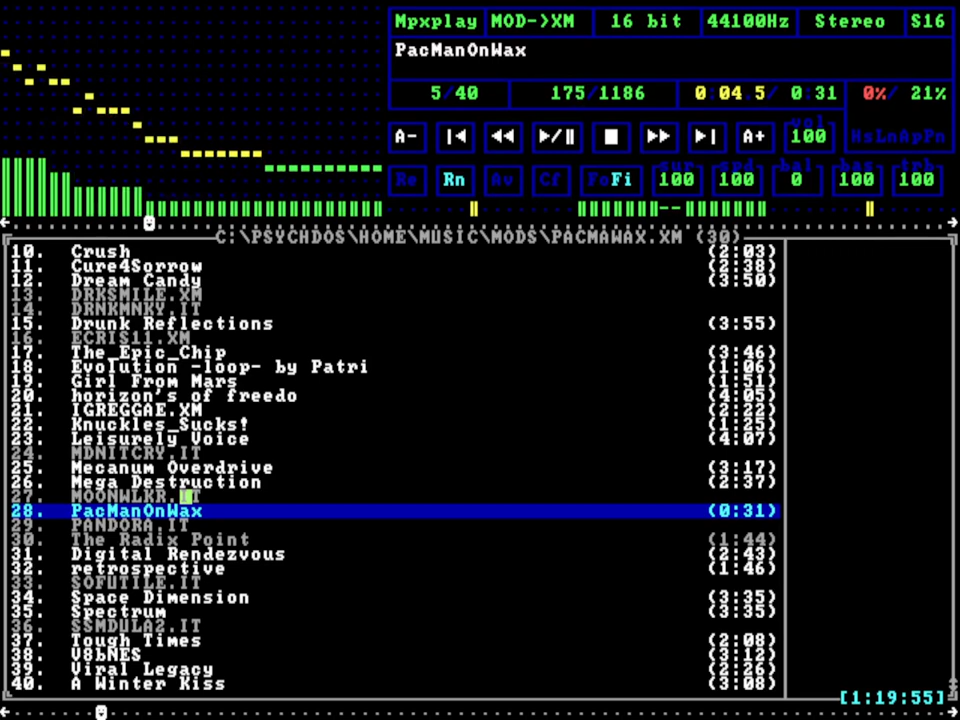 Mpxplay MOD->XM 16 bit 44100Hz Stereo S16
PacManOnWax
5/40 175/1186 0:04.5/ 0:31 0%/ 21%
vol
A- A+ 100 HsLnApPn
sur spd bal bas trb
Re Rn Av Cf FoFi 100 100 0 100 100
C:\PSYCHDOS\HOME\MUSIC\MODS\PACMAWAX.XM (30)
10. Crush (2:03)
11. Cure4Sorrow (2:38)
12. Dream Candy (3:50)
13. DRKSMILE.XM
14. DRNKMNKY.IT
15. Drunk Reflections (3:55)
16. ECRIS11.XM
17. The_Epic_Chip (3:46)
18. Evolution -loop- by Patri (1:06)
19. Girl From Mars (1:51)
20. horizon's of freedo (4:05)
21. IGREGGAE.XM (2:22)
22. Knuckles_Sucks! (1:25)
23. Leisurely Voice (4:07)
24. MDNITCRY.IT
25. Mecanum Overdrive (3:17)
26. Mega Destruction (2:37)
27. MOONWLKR.IT
28. PacManOnWax (0:31)
29. PANDORA.IT
30. The Radix Point (1:44)
31. Digital Rendezvous (2:43)
32. retrospective (1:46)
33. SOFUTILE.IT
34. Space Dimension (3:35)
35. Spectrum (3:35)
36. SSMDULA2.IT
37. Tough Times (2:08)
38. V8bNES (3:12)
39. Viral Legacy (2:26)
40. A Winter Kiss (3:08)
[1:19:55]